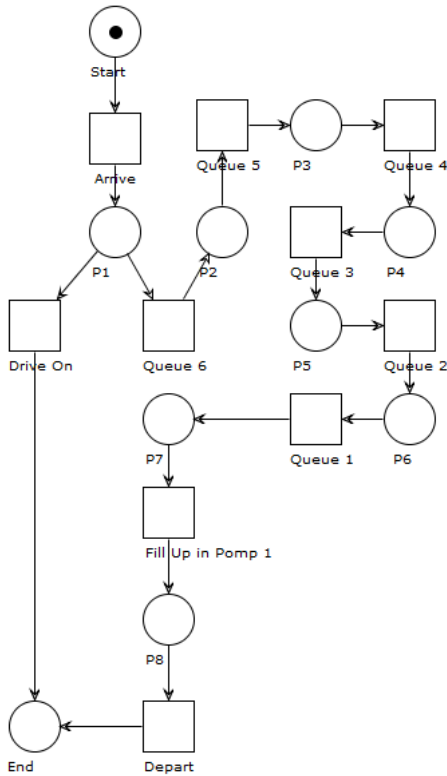 Start
Arrive
Queue 5
P3
Queue 4
P1
P2
Queue 3
P4
Drive On
Queue 6
P5
Queue 2
P7
Queue 1
P6
Fill Up in Pomp 1
P8
End
Depart